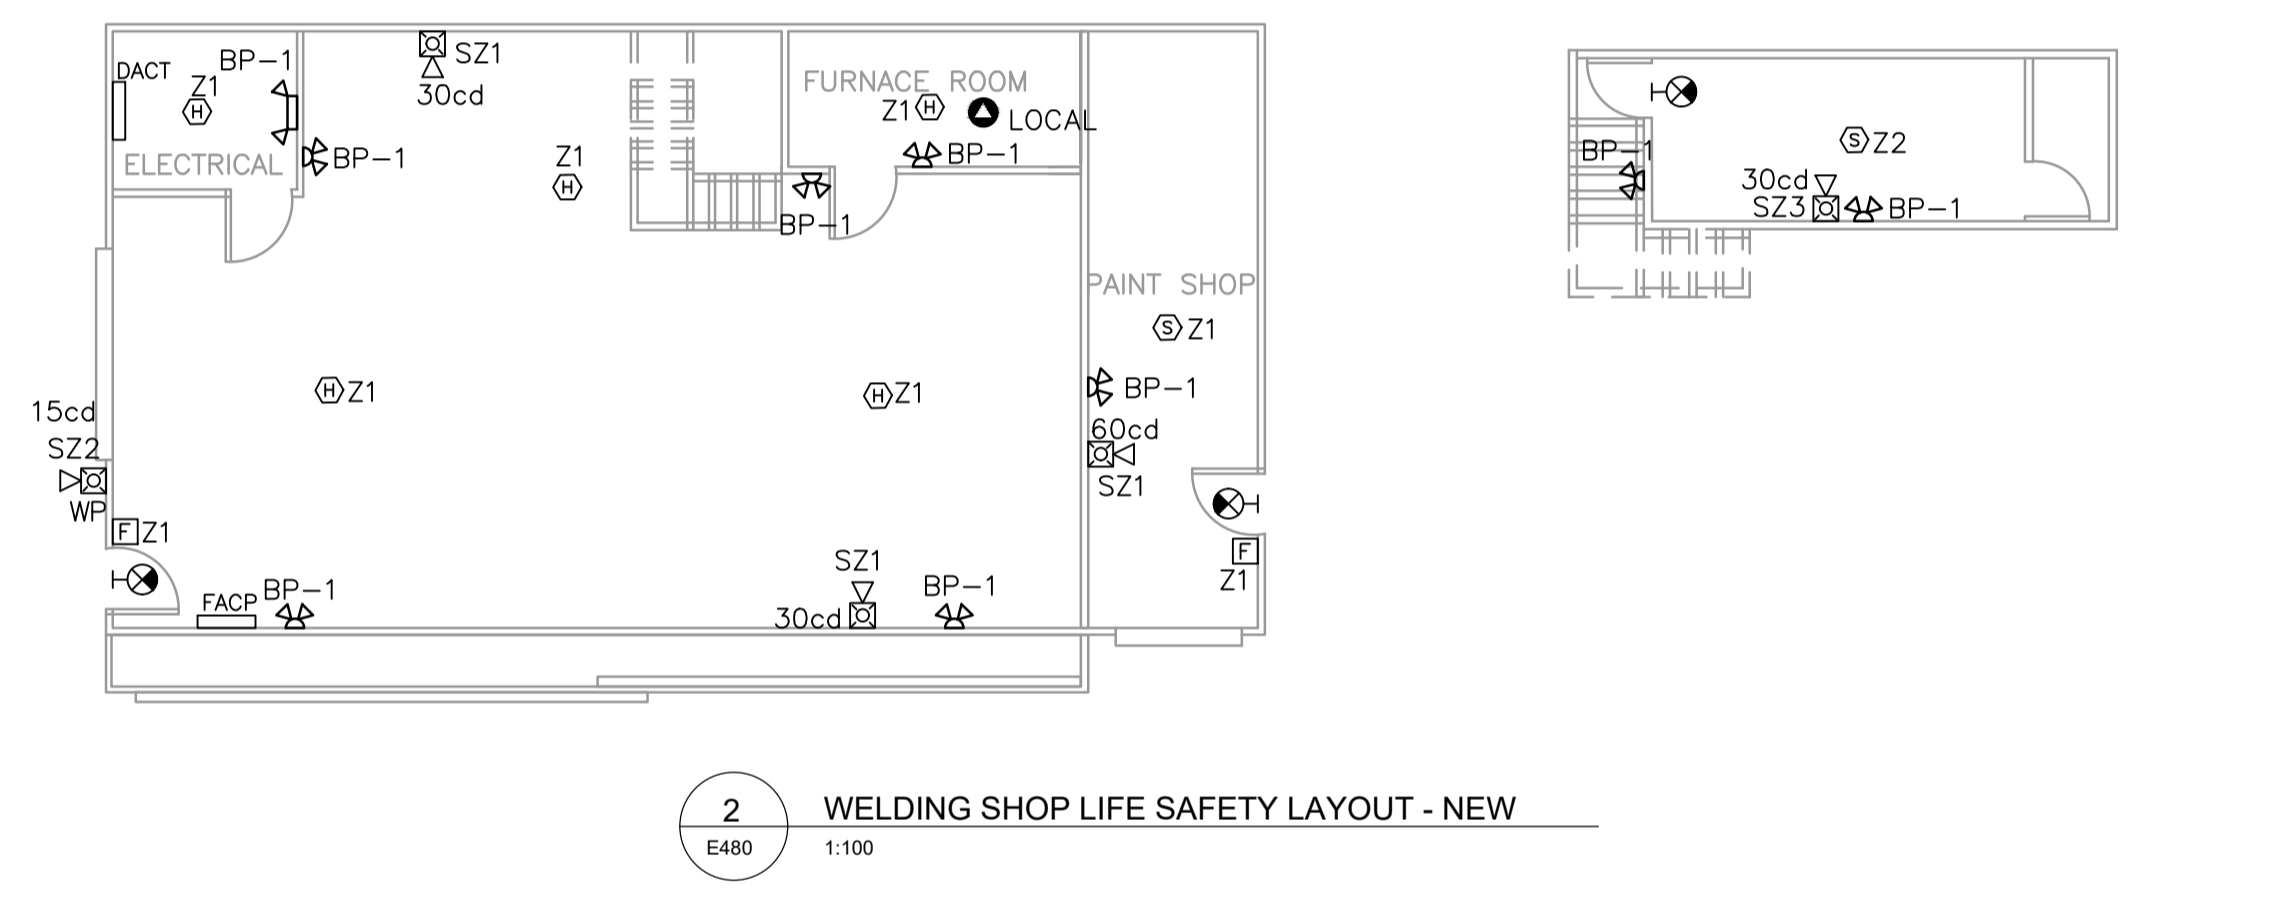 BP-1
SZ1
DACT
Z1
30cd
FURNACE ROOM
Z1 H
LOCAL
H
ELECTRICAL
BP-1
Z1
H
BP-1
BP-1
PAINT SHOP
S Z1
H Z1
H Z1
BP-1
15cd
SZ2
WP
60cd
SZ1
F Z1
F
Z1
SZ1
30cd
BP-1
FACP
BP-1
BP-1
S Z2
30cd
SZ3
BP-1
2
E480
WELDING SHOP LIFE SAFETY LAYOUT - NEW
1:100